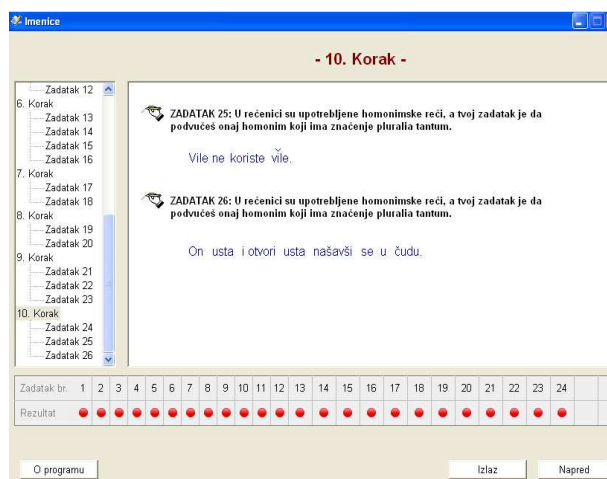 Imenice
- 10. Korak -
Zadatak 12
6. Korak
Zadatak 13
Zadatak 14
Zadatak 15
Zadatak 16
7. Korak
Zadatak 17
Zadatak 18
8. Korak
Zadatak 19
Zadatak 20
9. Korak
Zadatak 21
Zadatak 22
Zadatak 23
10. Korak
Zadatak 24
Zadatak 25
Zadatak 26
ZADATAK 25: U rečenici su upotrebljene homonimske reči, a tvoj zadatak je da
podvučeš onaj homonim koji ima značenje pluralia tantum.
Vile ne koriste vȉle.
ZADATAK 26: U rečenici su upotrebljene homonimske reči, a tvoj zadatak je da
podvučeš onaj homonim koji ima značenje pluralia tantum.
On usta i otvori usta našavši se u čudu.
Zadatak br. 1 2 3 4 5 6 7 8 9 10 11 12 13 14 15 16 17 18 19 20 21 22 23 24
Rezultat
O programu Izlaz Napred